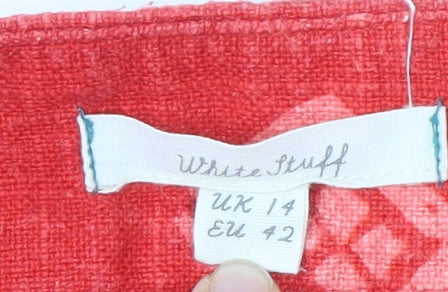 White Stuff
UK 14
EU 42